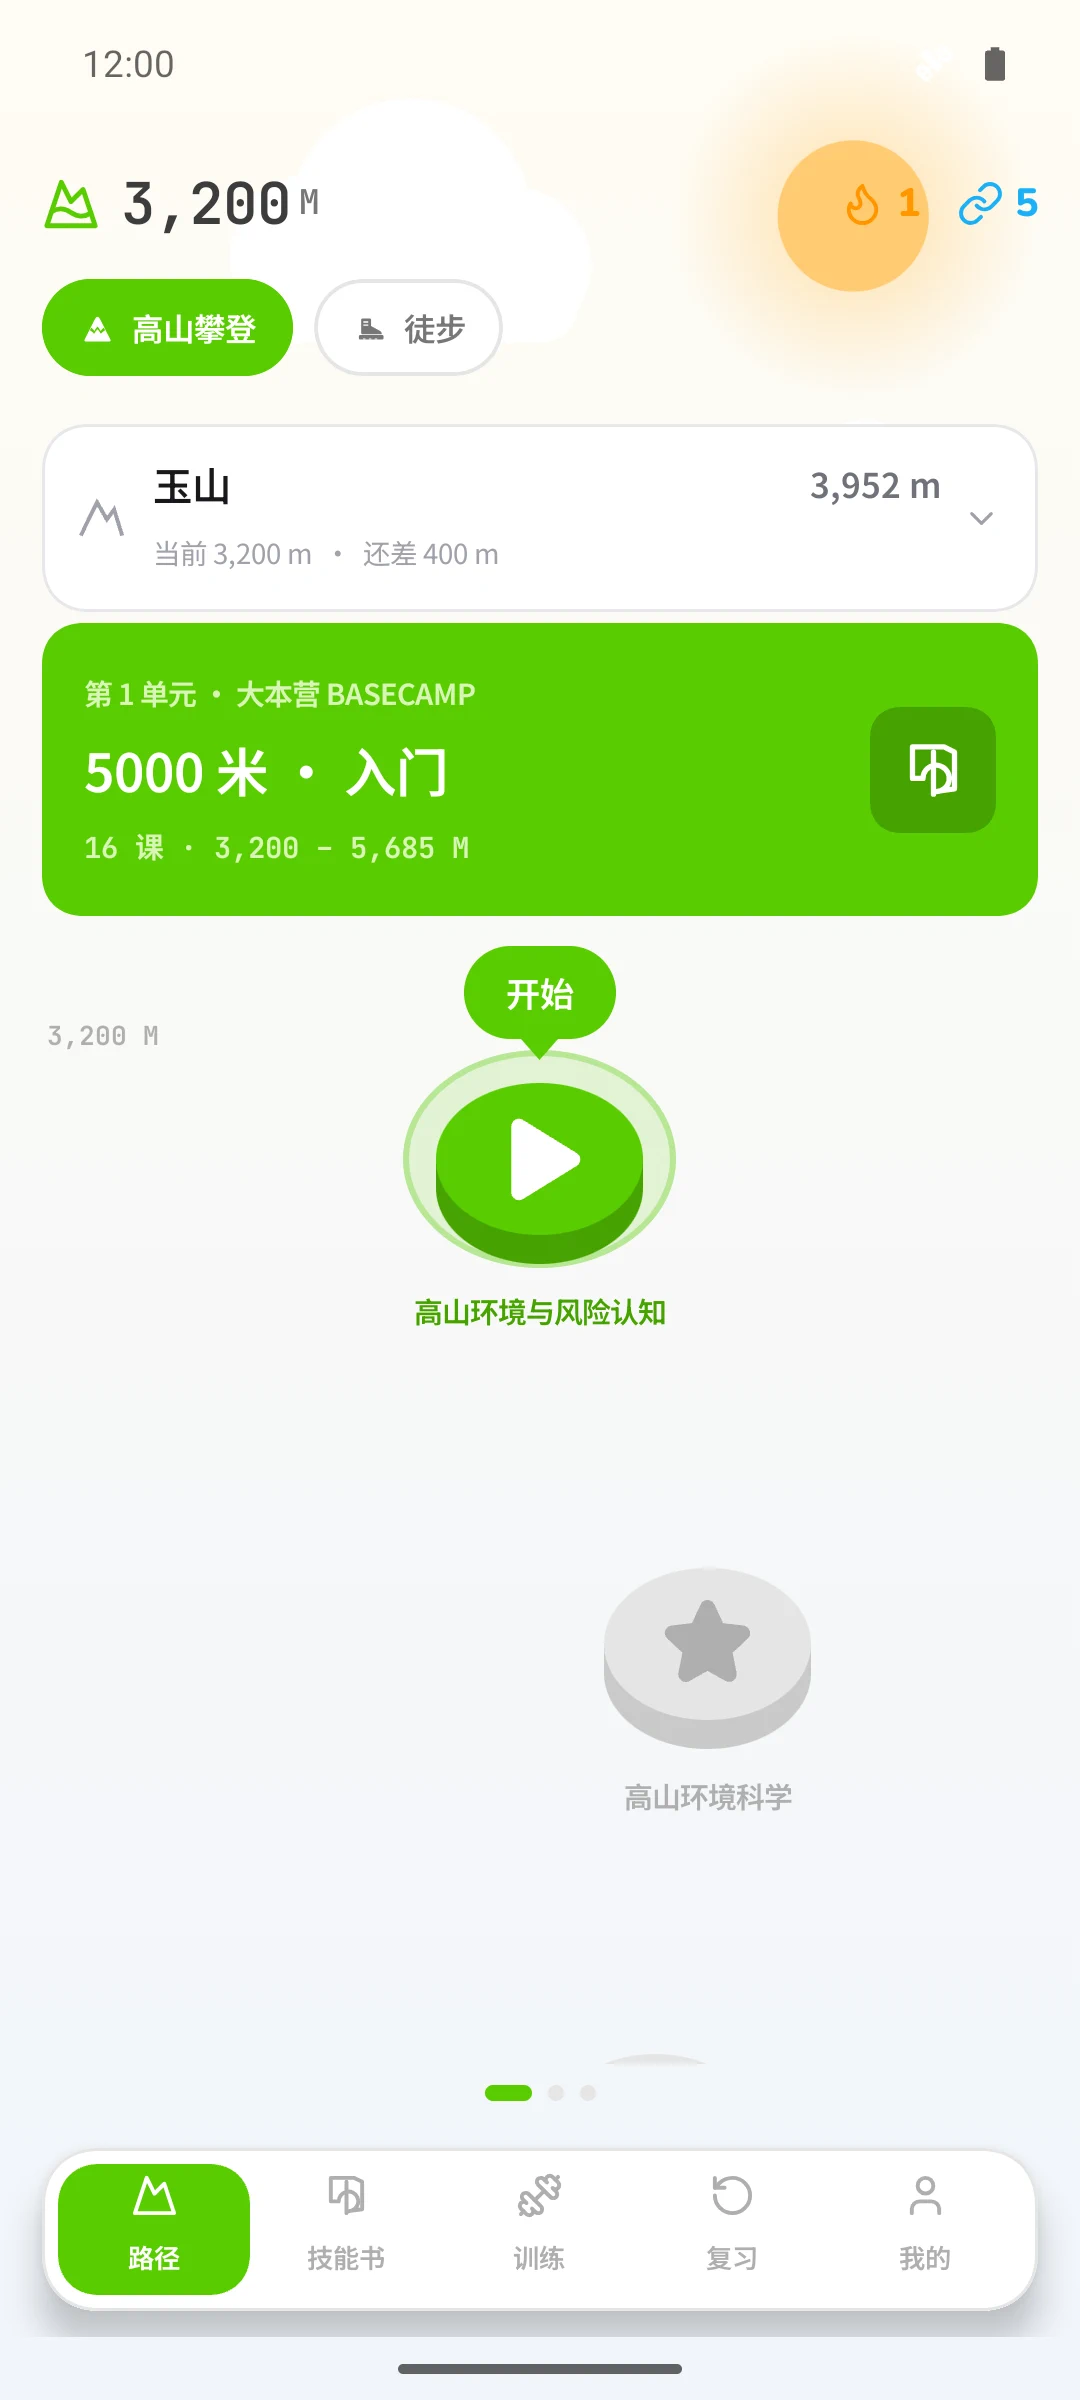 12:00
3,200 M
1
5
高山攀登
徒步
玉山
3,952 m
当前 3,200 m · 还差 400 m
第 1 单元 · 大本营 BASECAMP
5000 米 · 入门
16 课 · 3,200 – 5,685 M
开始
3,200 M
高山环境与风险认知
高山环境科学
路径
技能书
训练
复习
我的